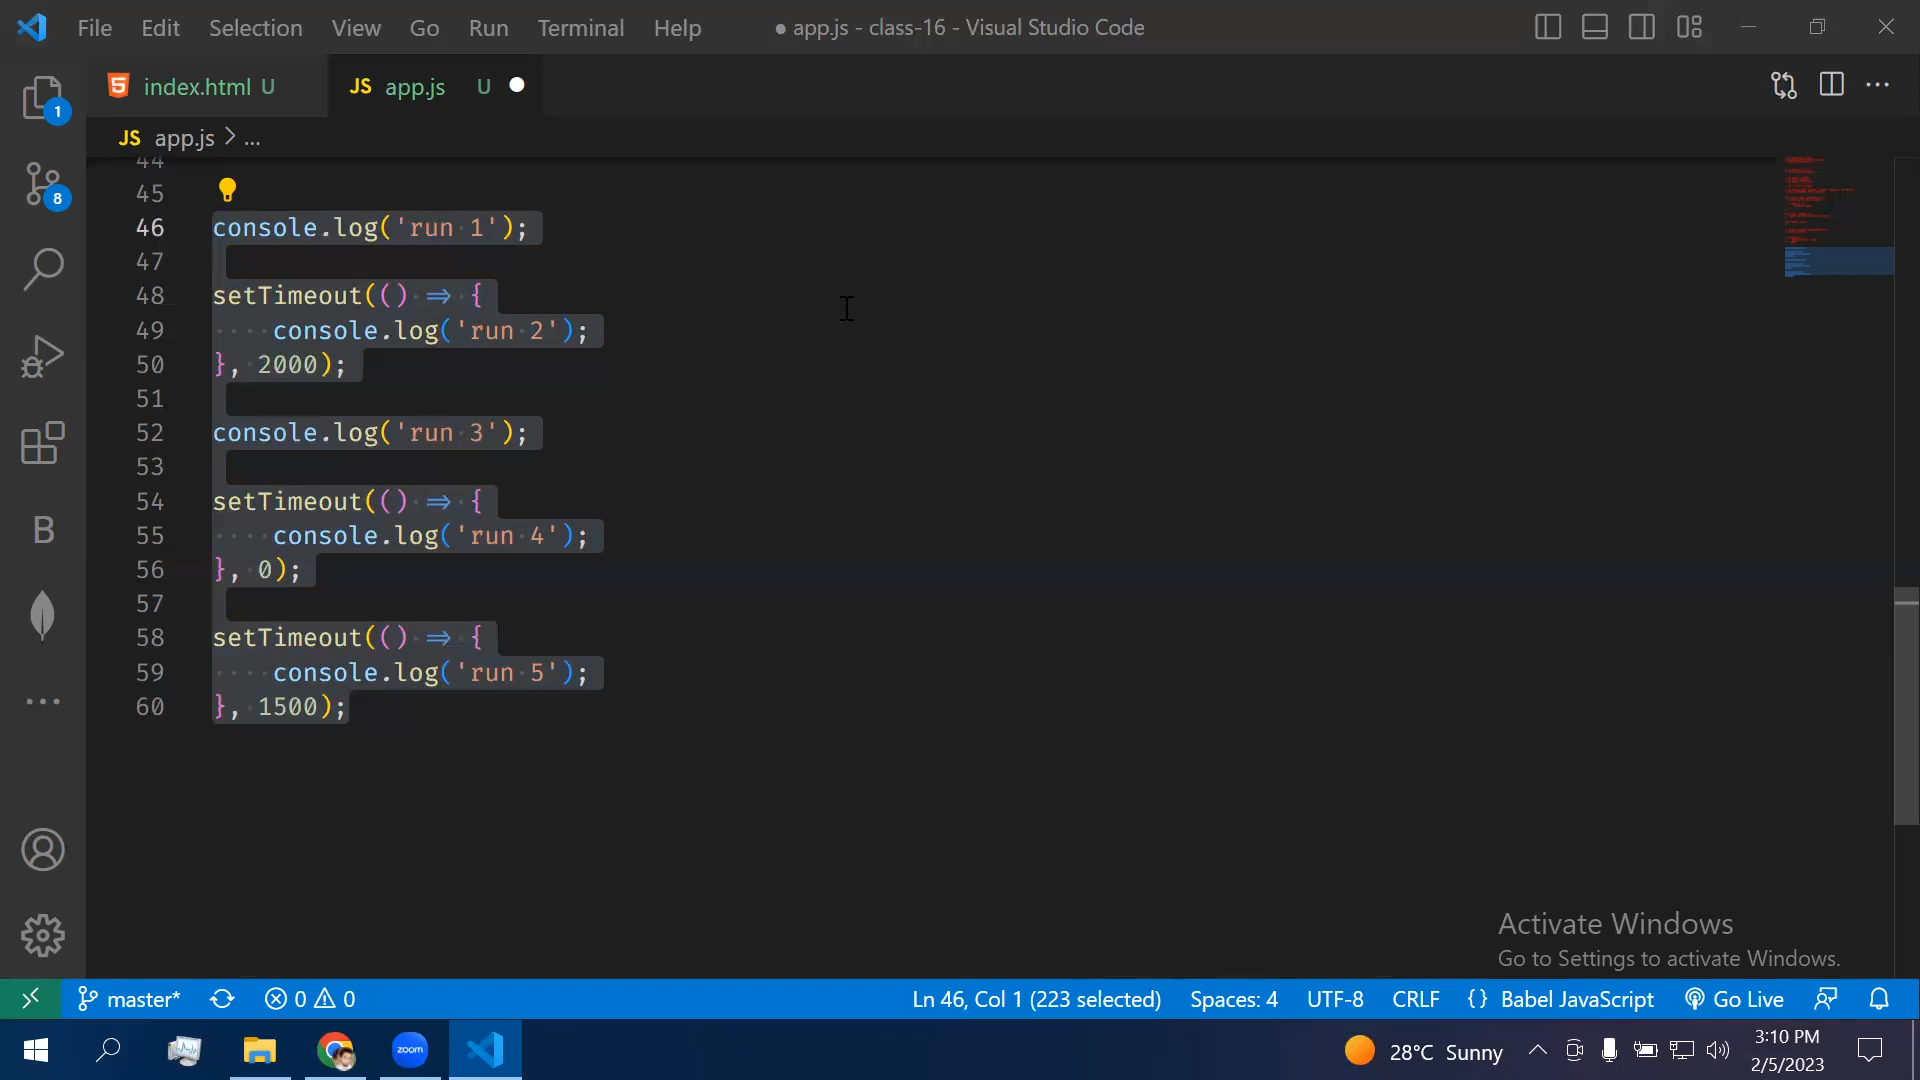 File Edit Selection View Go Run Terminal Help ● app.js - class-16 - Visual Studio Code
index.html U JS app.js U
JS app.js > ...
1
8
B
44
45
46 console.log('run 1');
47
48 setTimeout(() => {
49 console.log('run 2');
50 }, 2000);
51
52 console.log('run 3');
53
54 setTimeout(() => {
55 console.log('run 4');
56 }, 0);
57
58 setTimeout(() => {
59 console.log('run 5');
60 }, 1500);
Activate Windows
Go to Settings to activate Windows.
master* 0 0 Ln 46, Col 1 (223 selected) Spaces: 4 UTF-8 CRLF {} Babel JavaScript Go Live
zoom
28°C Sunny
3:10 PM
2/5/2023